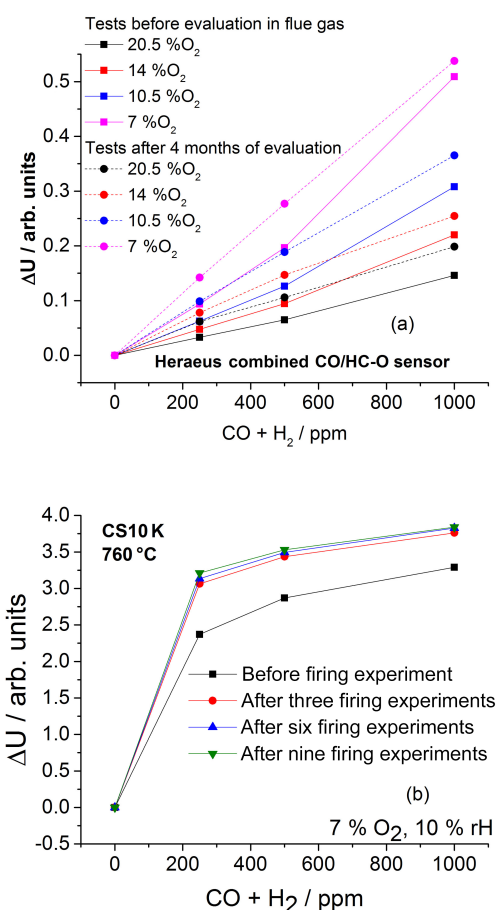 Tests before evaluation in flue gas
20.5 %O₂
14 %O₂
10.5 %O₂
7 %O₂
Tests after 4 months of evaluation
20.5 %O₂
14 %O₂
10.5 %O₂
7 %O₂
ΔU / arb. units
0.5
0.4
0.3
0.2
0.1
0.0
(a)
Heraeus combined CO/HC-O sensor
0 200 400 600 800 1000
CO + H₂ / ppm
CS10 K
760 °C
ΔU / arb. units
4.0
3.5
3.0
2.5
2.0
1.5
1.0
0.5
0.0
-0.5
Before firing experiment
After three firing experiments
After six firing experiments
After nine firing experiments
(b)
7 % O₂, 10 % rH
0 200 400 600 800 1000
CO + H₂ / ppm